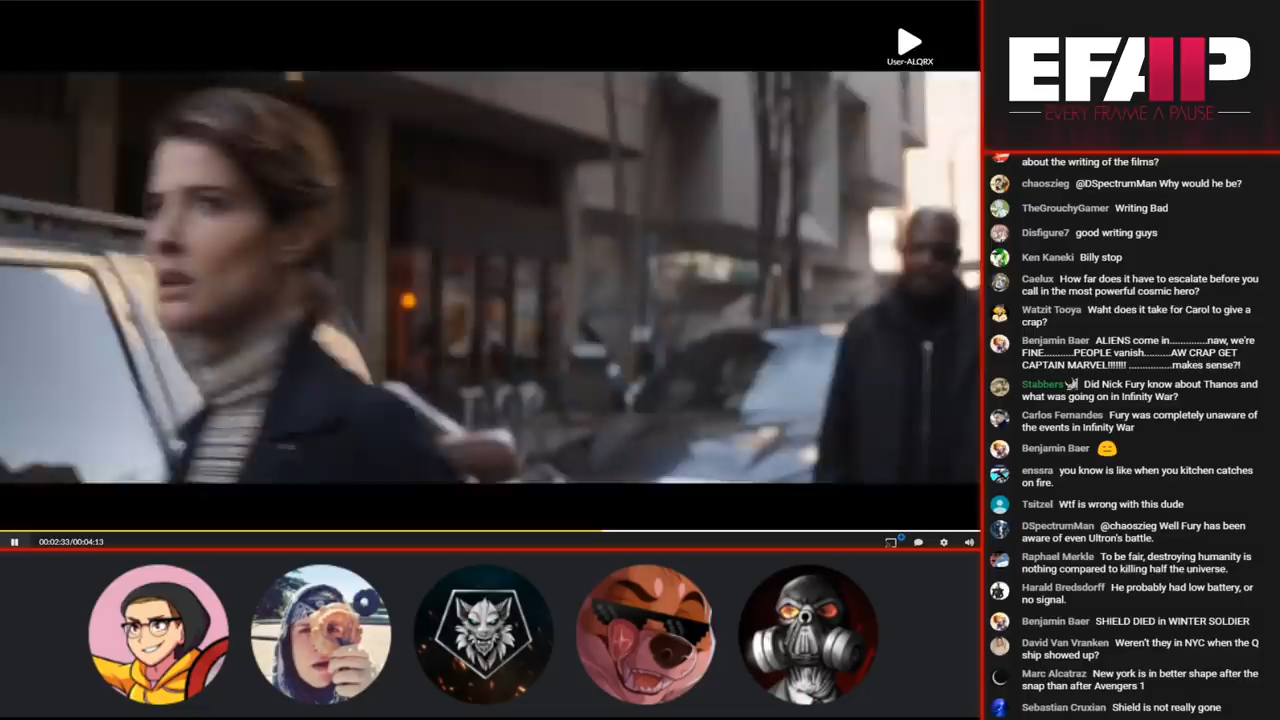 User-ALQRX
EFAP
EVERY FRAME A PAUSE
about the writing of the films?
chaoszieg @DSpectrumMan Why would he be?
TheGrouchyGamer Writing Bad
Disfigure7 good writing guys
Ken Kaneki Billy stop
Caelux How far does it have to escalate before you
call in the most powerful cosmic hero?
Watzit Tooya Waht does it take for Carol to give a
crap?
Benjamin Baer ALIENS come in..............naw, we're
FINE...........PEOPLE vanish...........AW CRAP GET
CAPTAIN MARVEL!!!!!!! .................makes sense?!
Stabbers Did Nick Fury know about Thanos and
what was going on in Infinity War?
Carlos Fernandes Fury was completely unaware of
the events in Infinity War
Benjamin Baer
enssra you know is like when you kitchen catches
on fire.
Tsitzel Wtf is wrong with this dude
DSpectrumMan @chaoszieg Well Fury has been
aware of even Ultron's battle.
Raphael Merkle To be fair, destroying humanity is
nothing compared to killing half the universe.
Harald Bredsdorff He probably had low battery, or
no signal.
Benjamin Baer SHIELD DIED in WINTER SOLDIER
David Van Vranken Weren't they in NYC when the Q
ship showed up?
Marc Alcatraz New york is in better shape after the
snap than after Avengers 1
Sebastian Cruxian Shield is not really gone
00:02:33/00:04:13